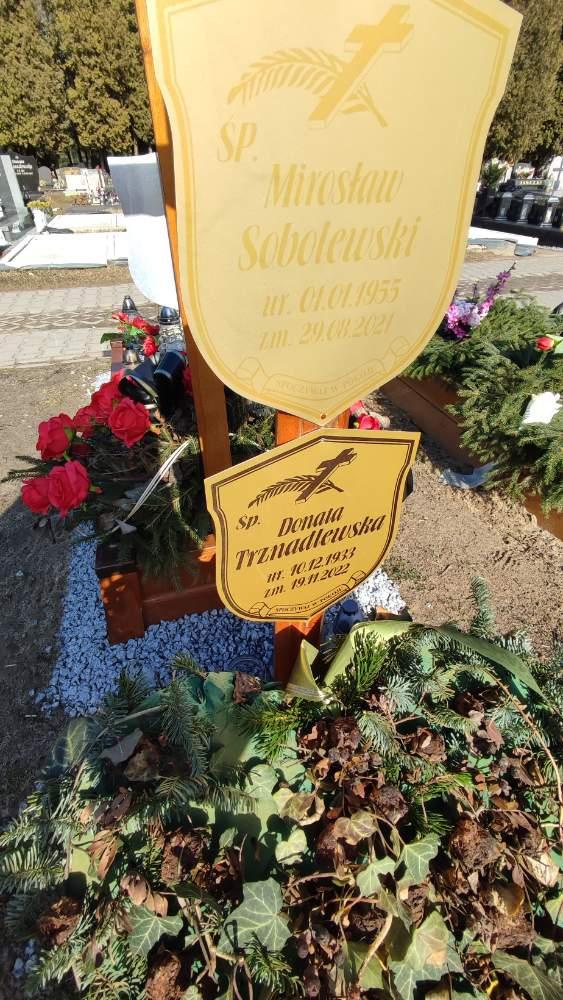 ŚP.
Mirosław
Sobolewski
ur. 01.01.1955
zm. 29.08.2021
SPOCZYWAJ W POKOJU
Śp.
Donata
Trznadlewska
ur. 10.12.1933
zm. 19.11.2022
SPOCZYWAJ W POKOJU